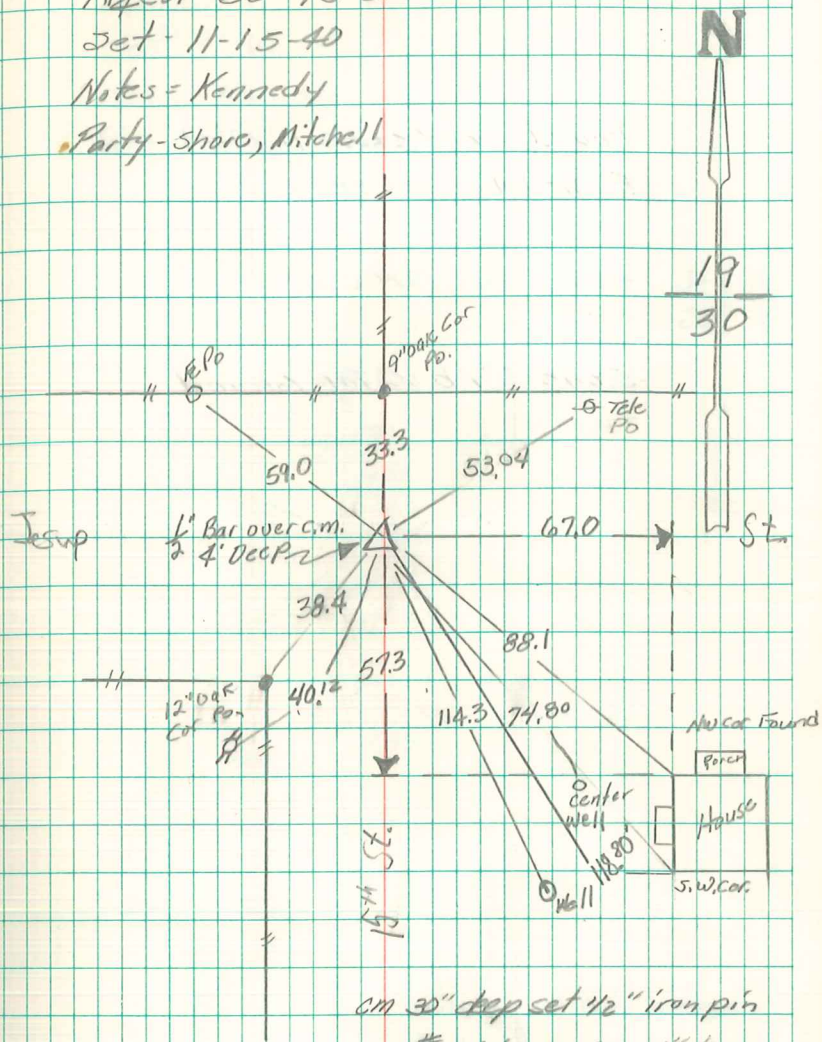 Set - 11-15-40
Notes = Kennedy
Party - Shore, Mitchell
N
19
30
9" oak Cor
Po.
Fe Po
Tele
Po
33.3
59.0
53.04
Jesup
1/2" Bar over c.m.
4' Deep
67.0
St.
38.4
88.1
57.3
12" oak
Cor Po
40.12
114.3
74.80
N.W. cor Found
Porch
House
Center
Well
118.80'
S.W. Cor.
Well
15th St.
cm 30" deep set 1/2" iron pin